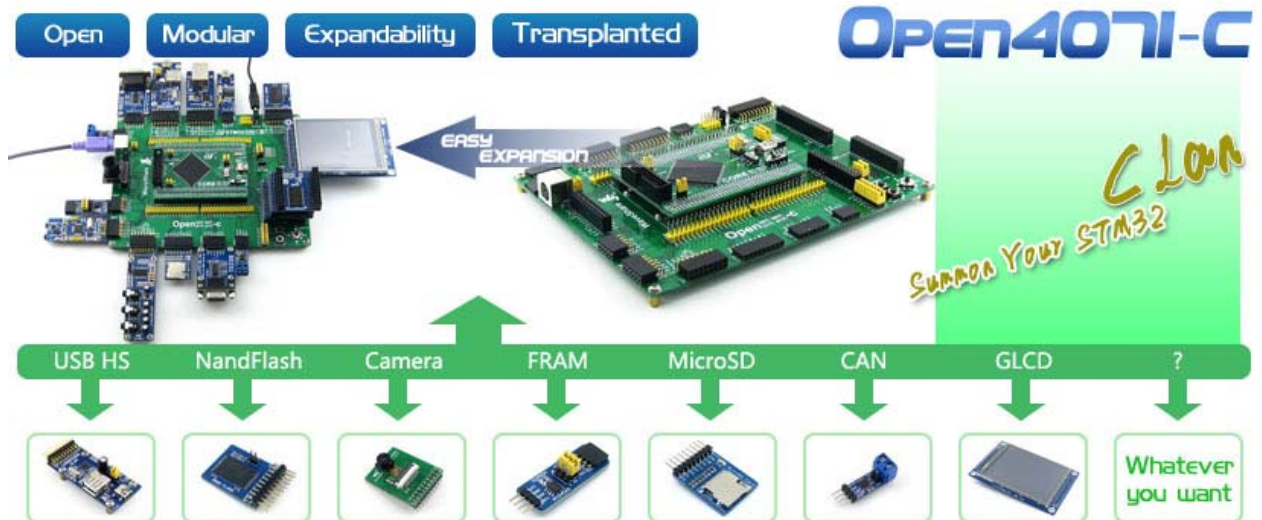 Open
Modular
Expandability
Transplanted
Open407I-C
EASY
EXPANSION
Clan
Summon Your STM32
USB HS
NandFlash
Camera
FRAM
MicroSD
CAN
GLCD
?
Whatever
you want